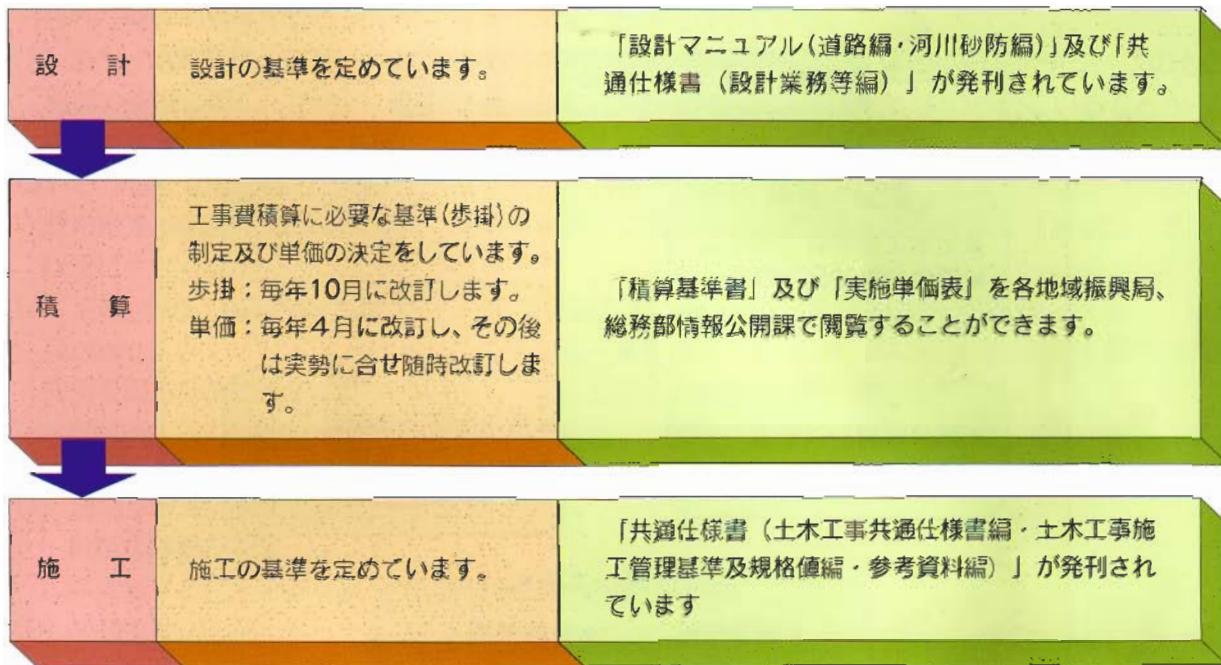 設　計
設計の基準を定めています。
「設計マニュアル(道路編・河川砂防編)」及び「共
通仕様書（設計業務等編）」が発刊されています。
積　算
工事費積算に必要な基準(歩掛)の
制定及び単価の決定をしています。
歩掛：毎年10月に改訂します。
単価：毎年4月に改訂し、その後
は実勢に合せ随時改訂しま
す。
「積算基準書」及び「実施単価表」を各地域振興局、
総務部情報公開課で閲覧することができます。
施　工
施工の基準を定めています。
「共通仕様書（土木工事共通仕様書編・土木工事施
工管理基準及規格値編・参考資料編）」が発刊され
ています